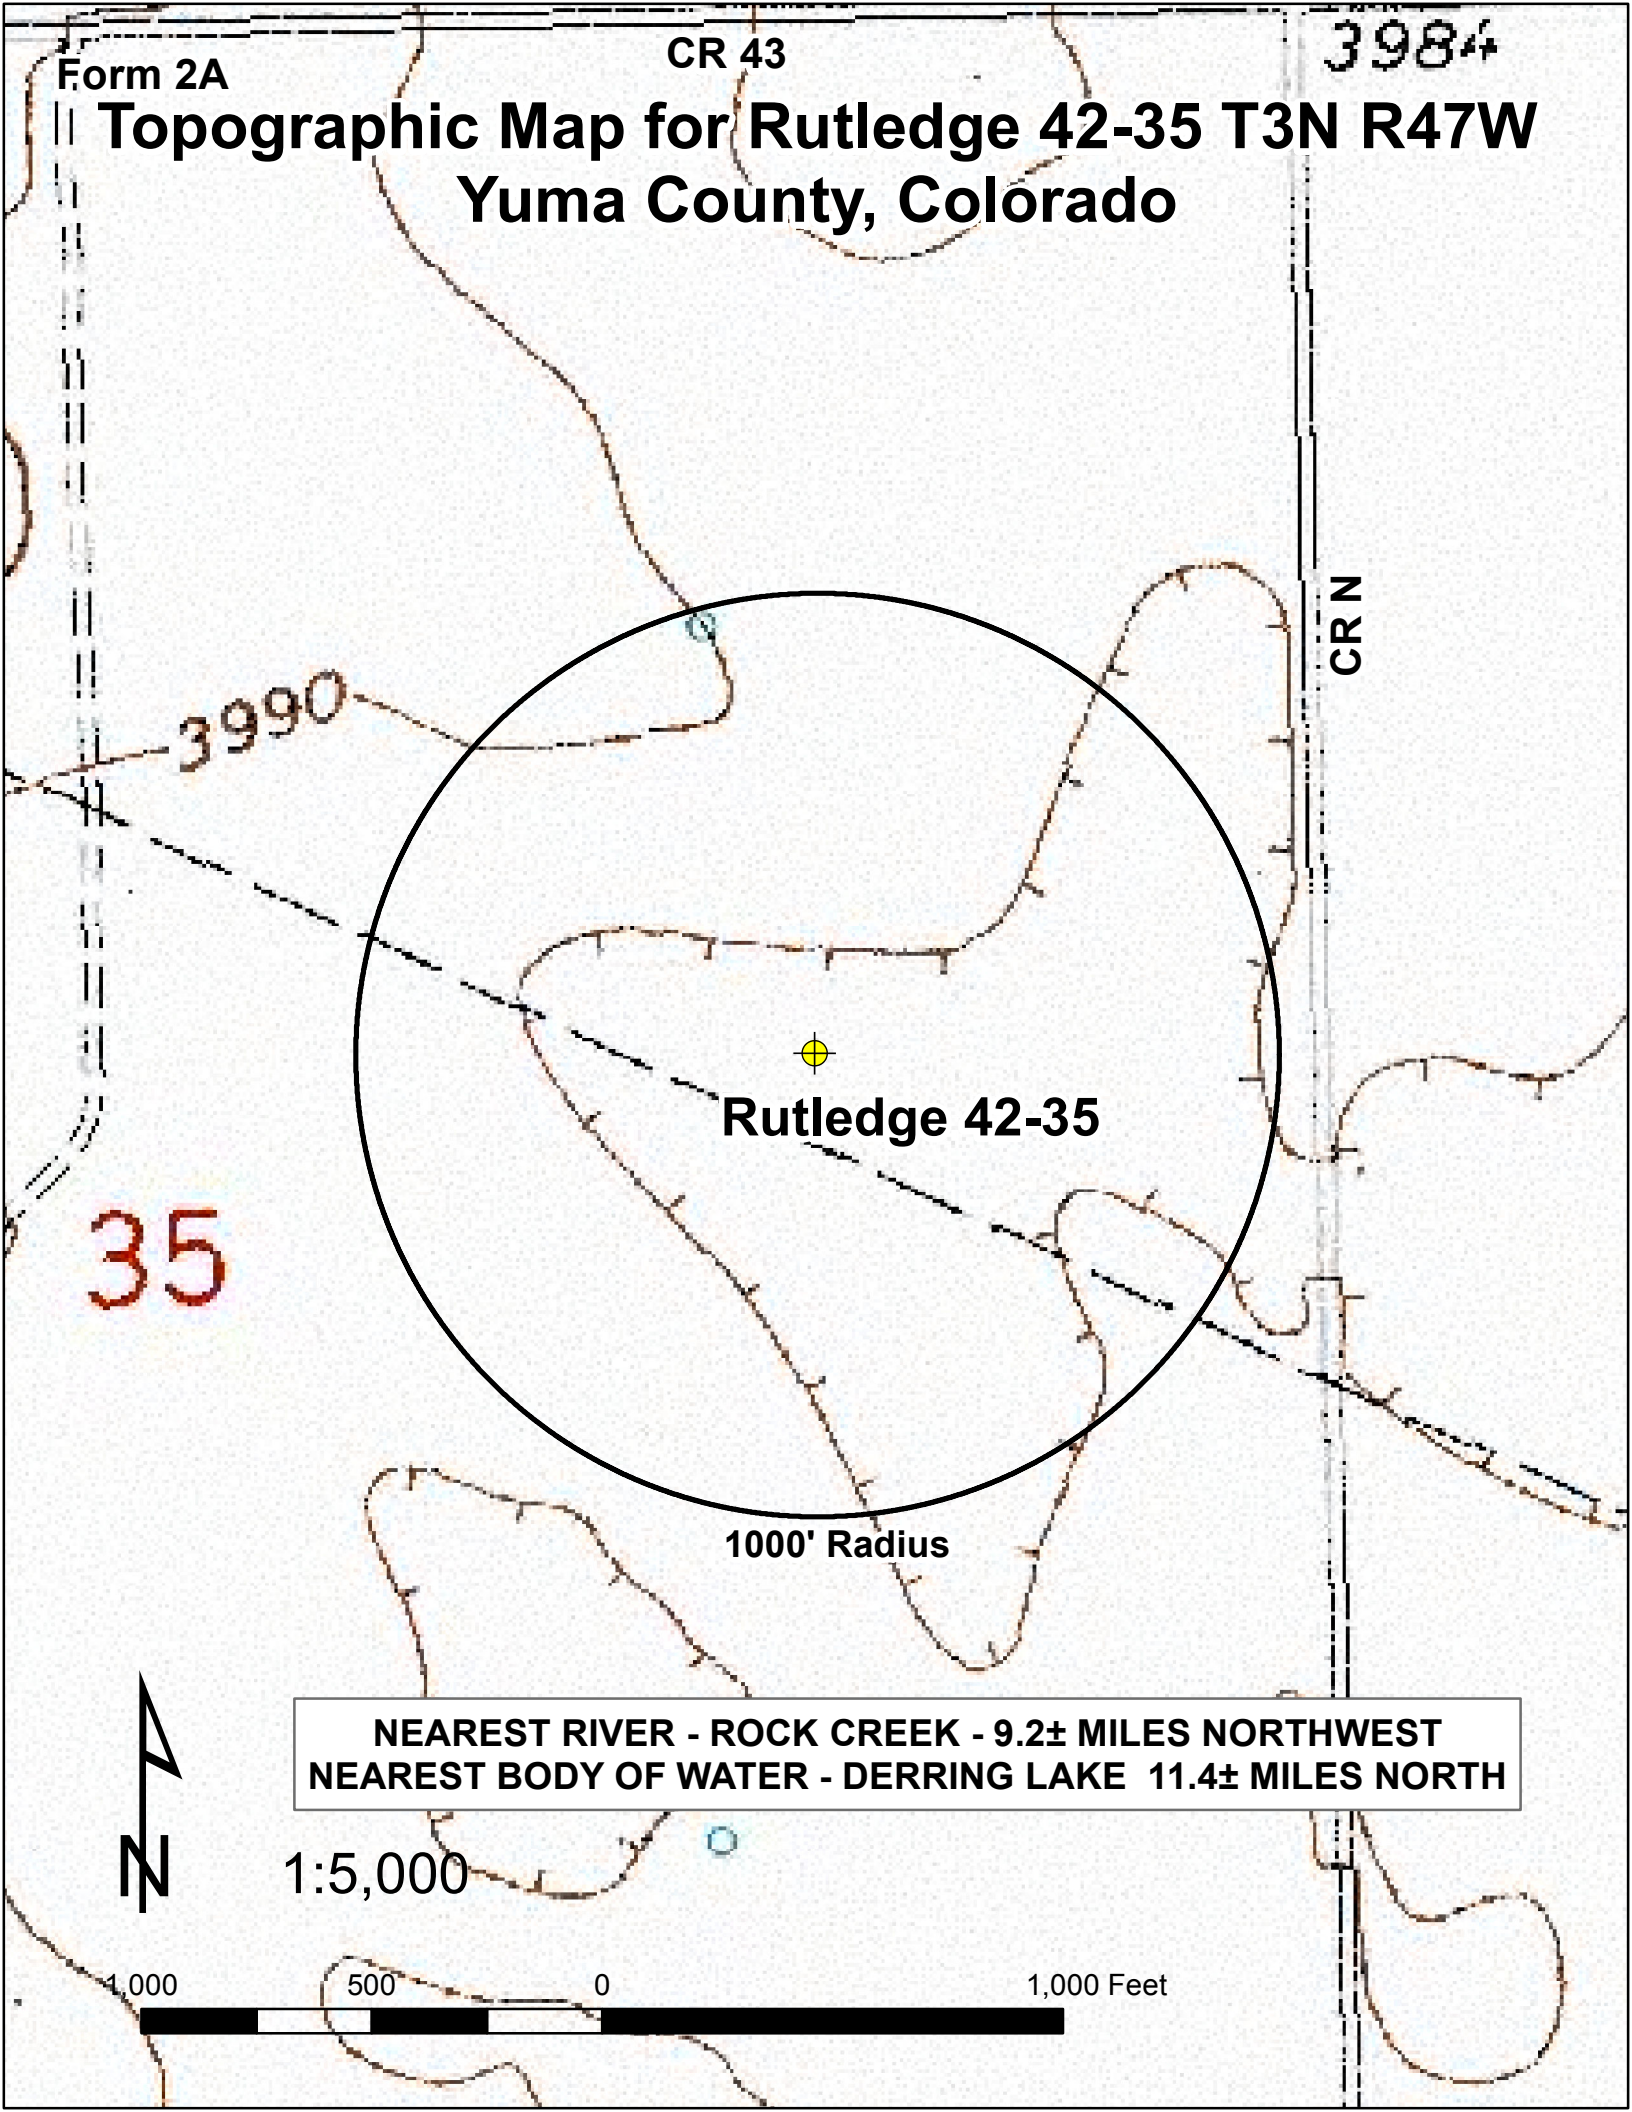 CR 43
3984
Form 2A
Topographic Map for Rutledge 42-35 T3N R47W
Yuma County, Colorado
CR N
3990
Rutledge 42-35
35
1000' Radius
NEAREST RIVER - ROCK CREEK - 9.2± MILES NORTHWEST
NEAREST BODY OF WATER - DERRING LAKE 11.4± MILES NORTH
N
1:5,000
1,000 500 0 1,000 Feet